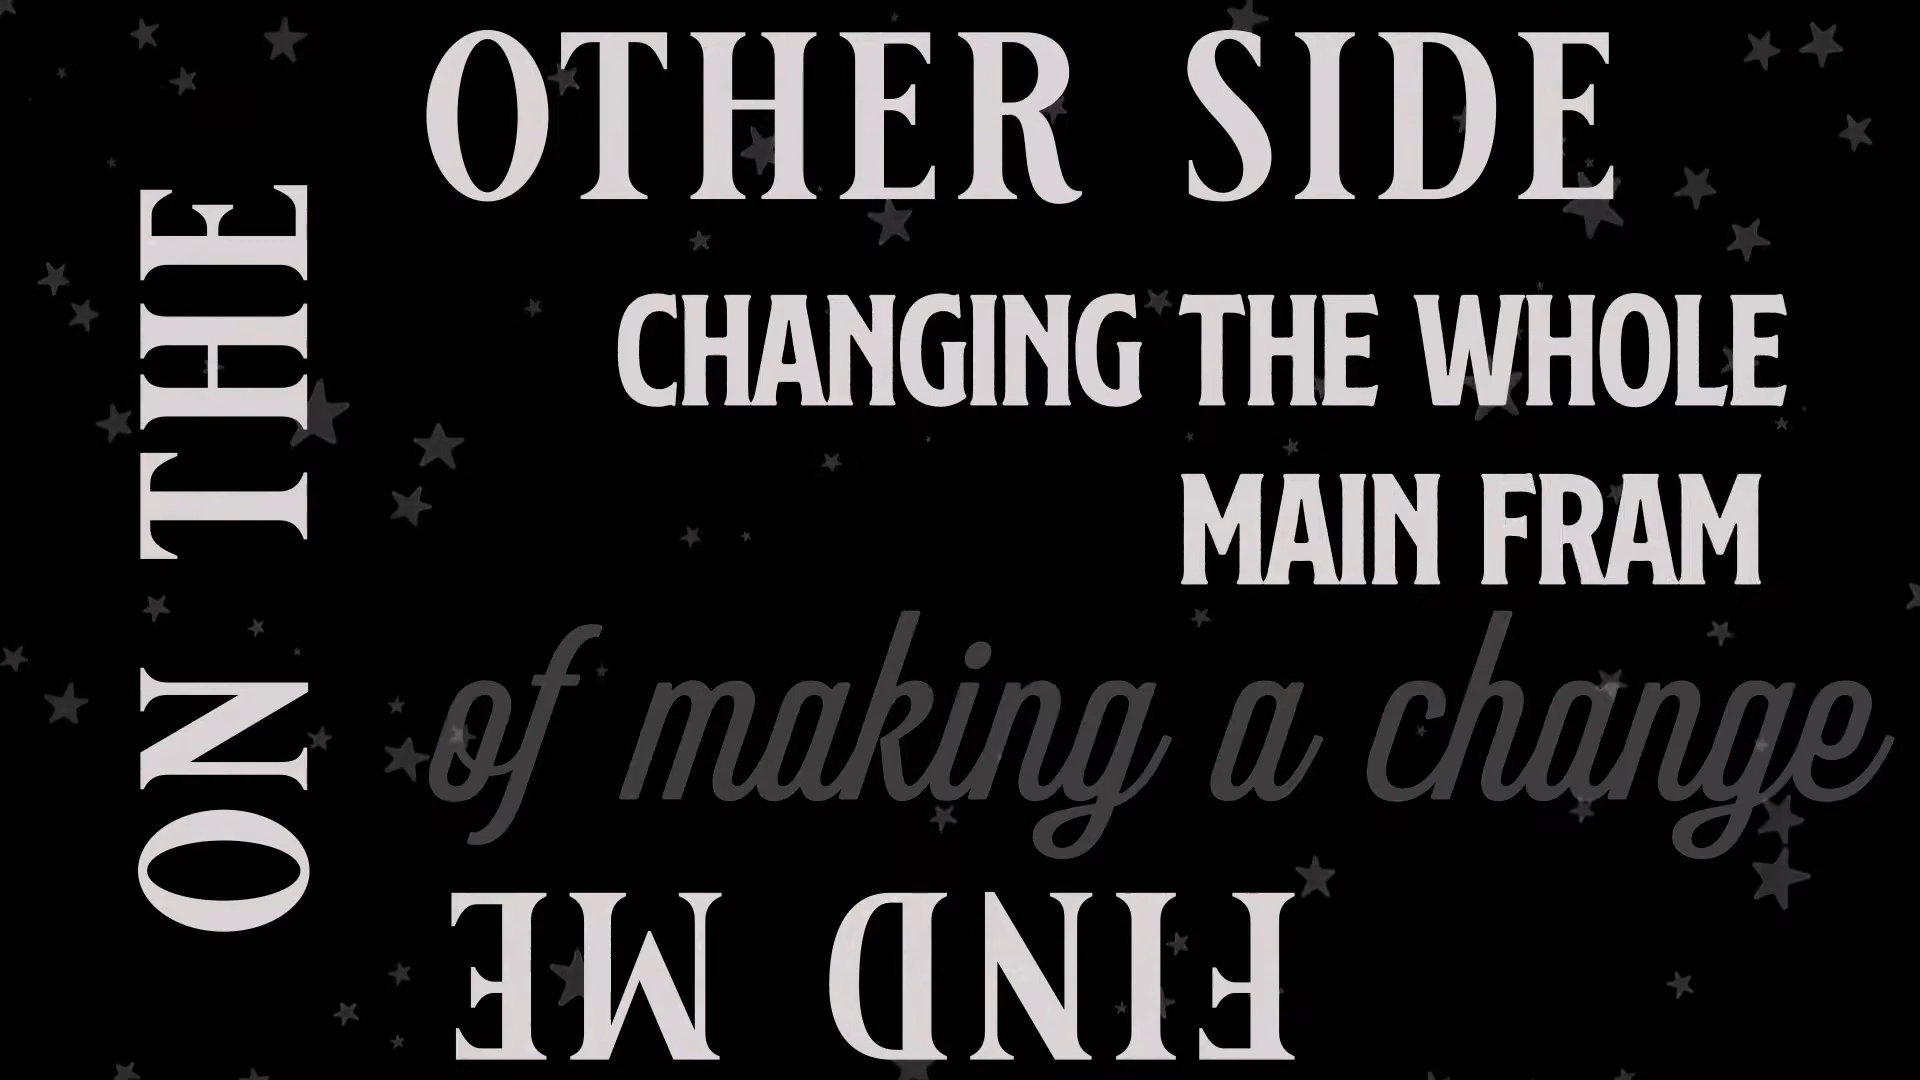 FIND ME
ON THE
OTHER SIDE
CHANGING THE WHOLE
MAIN FRAM
of making a change